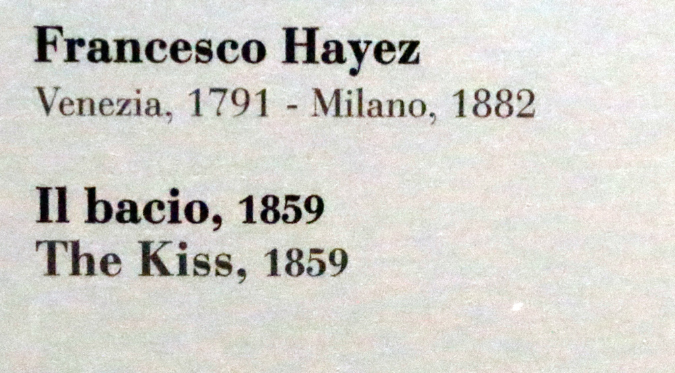 Francesco Hayez
Venezia, 1791 - Milano, 1882
Il bacio, 1859
The Kiss, 1859